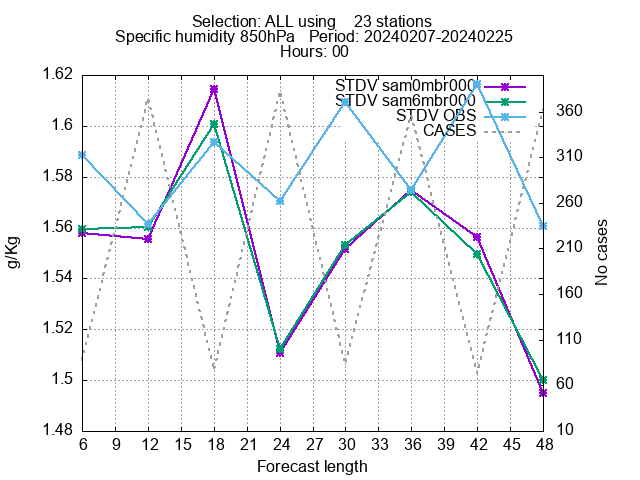 Selection: ALL using 23 stations
Specific humidity 850hPa Period: 20240207-20240225
Hours: 00
STDV sam0mbr000
STDV sam6mbr000
STDV OBS
CASES
g/Kg
1.62
1.6
1.58
1.56
1.54
1.52
1.5
1.48
360
310
260
210
160
110
60
10
No cases
6 9 12 15 18 21 24 27 30 33 36 39 42 45 48
Forecast length